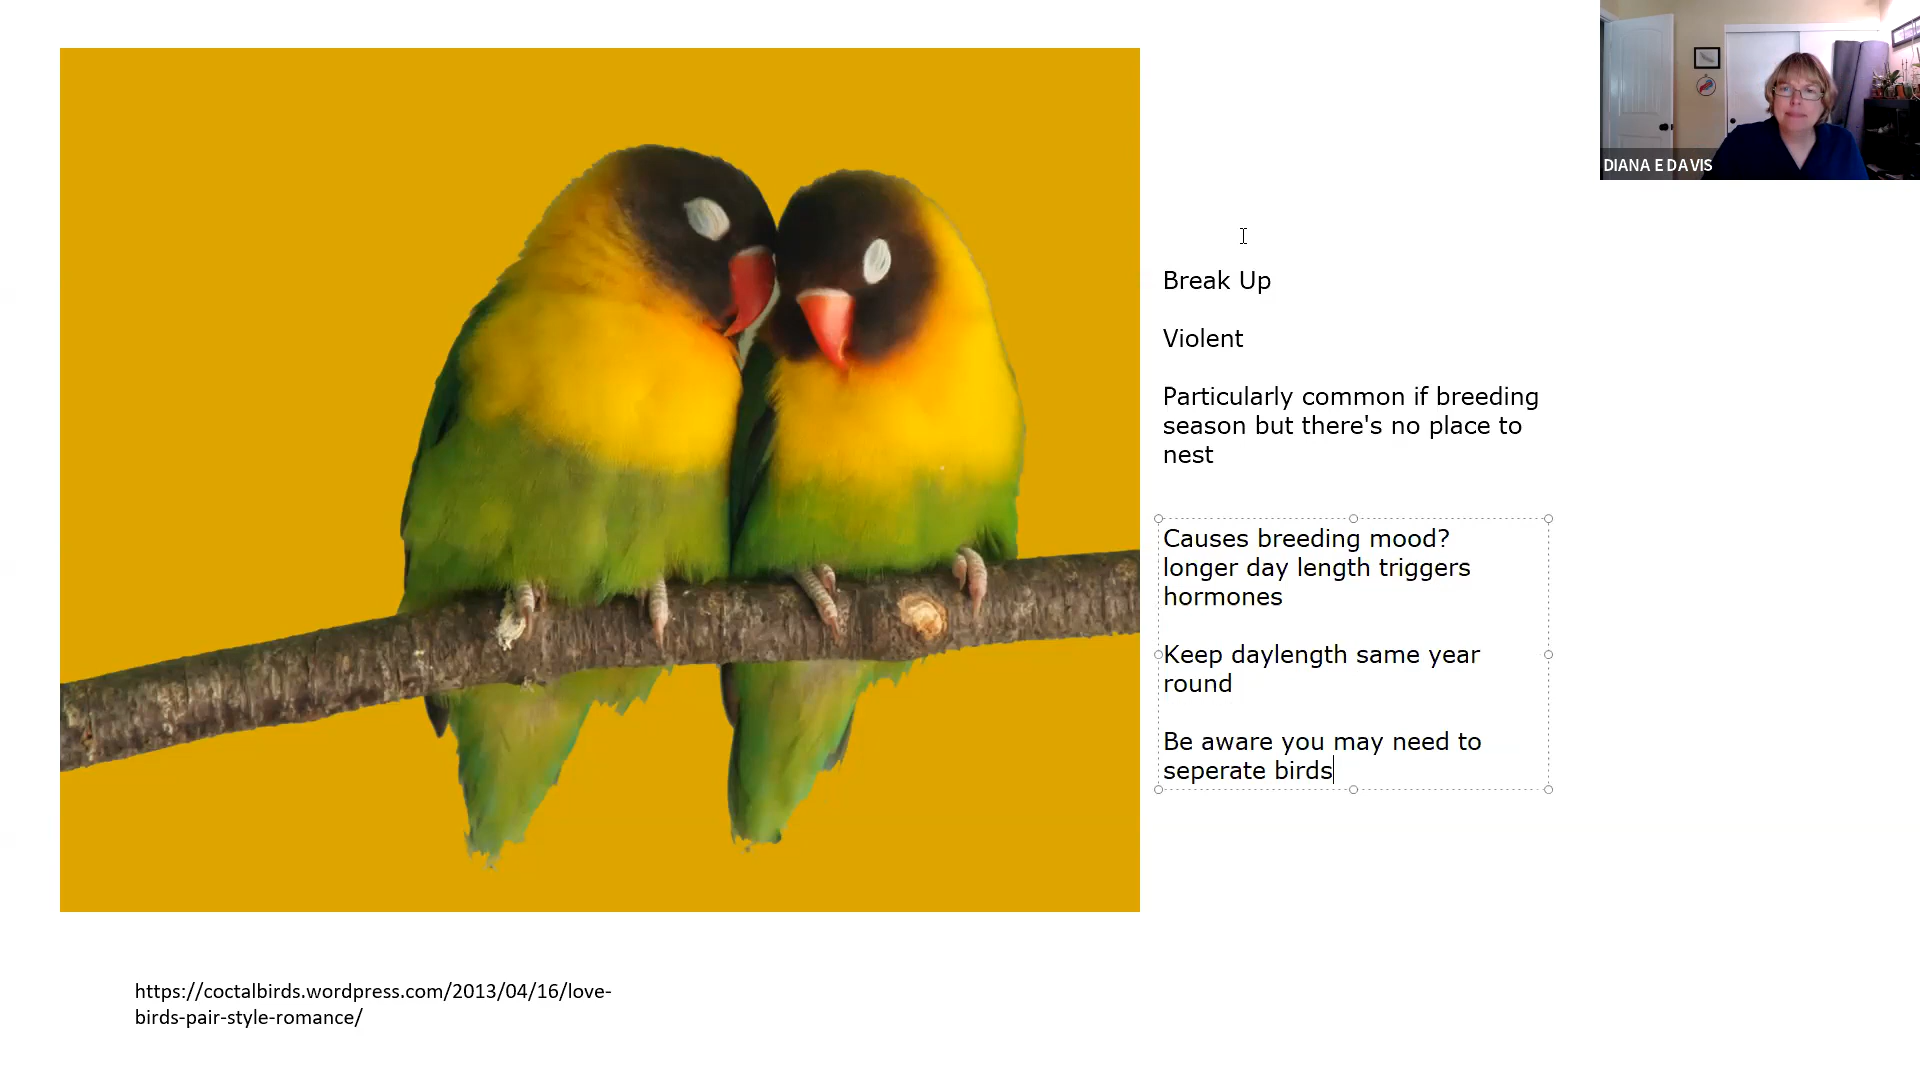 DIANA E DAVIS
Break Up
Violent
Particularly common if breeding
season but there's no place to
nest
Causes breeding mood?
longer day length triggers
hormones
Keep daylength same year
round
Be aware you may need to
seperate birds
https://coctalbirds.wordpress.com/2013/04/16/love-
birds-pair-style-romance/